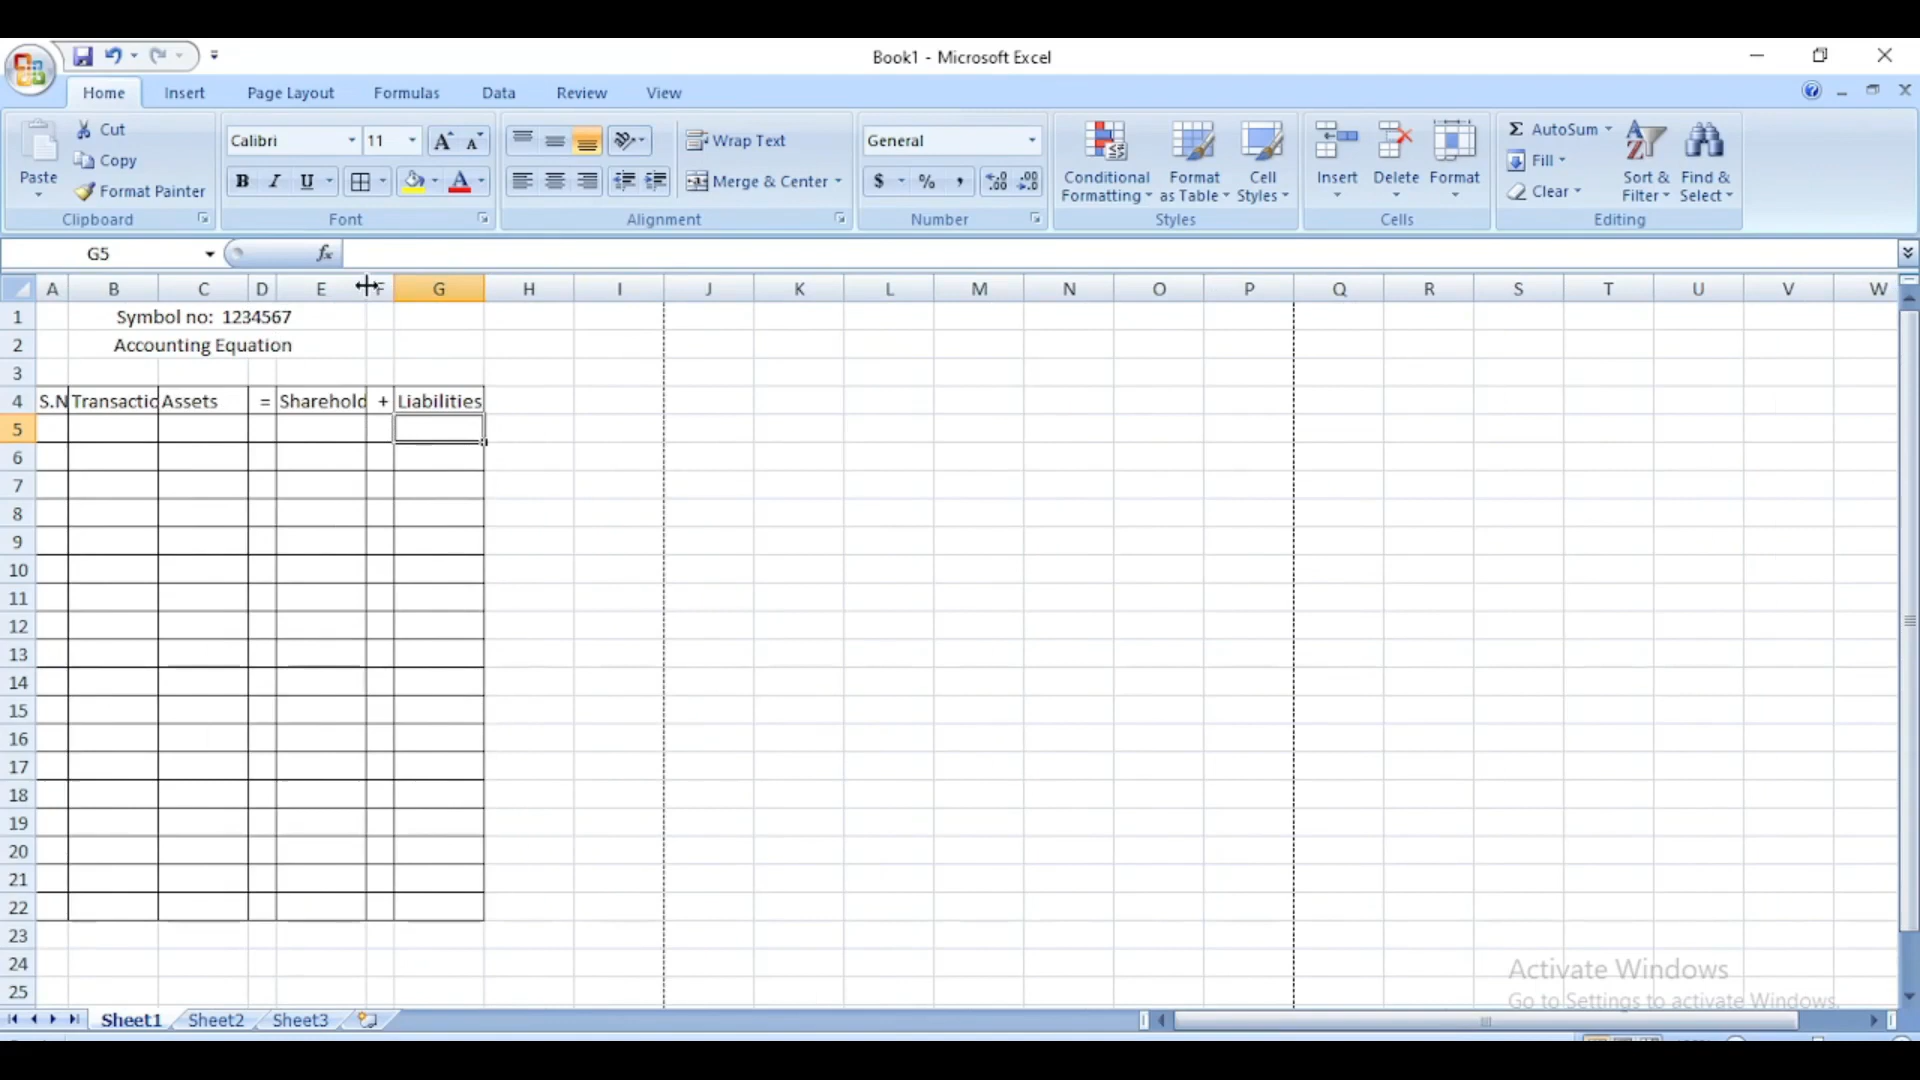 Book1 - Microsoft Excel
Home Insert Page Layout Formulas Data Review View
Cut
Copy
Format Painter
Paste
Clipboard
Calibri 11
B I U
Font
Wrap Text
Merge & Center
Alignment
General
$ % ,
Number
Conditional Formatting
Format as Table
Cell Styles
Styles
Insert Delete Format
Cells
Σ AutoSum
Fill
Clear
Sort & Filter
Find & Select
Editing
G5 fx
A B C D E F G H I J K L M N O P Q R S T U V W
1 Symbol no: 1234567
2 Accounting Equation
3
4 S.N Transactio Assets = Sharehold + Liabilities
5
6
7
8
9
10
11
12
13
14
15
16
17
18
19
20
21
22
23
24
25
Activate Windows
Go to Settings to activate Windows.
Sheet1 Sheet2 Sheet3